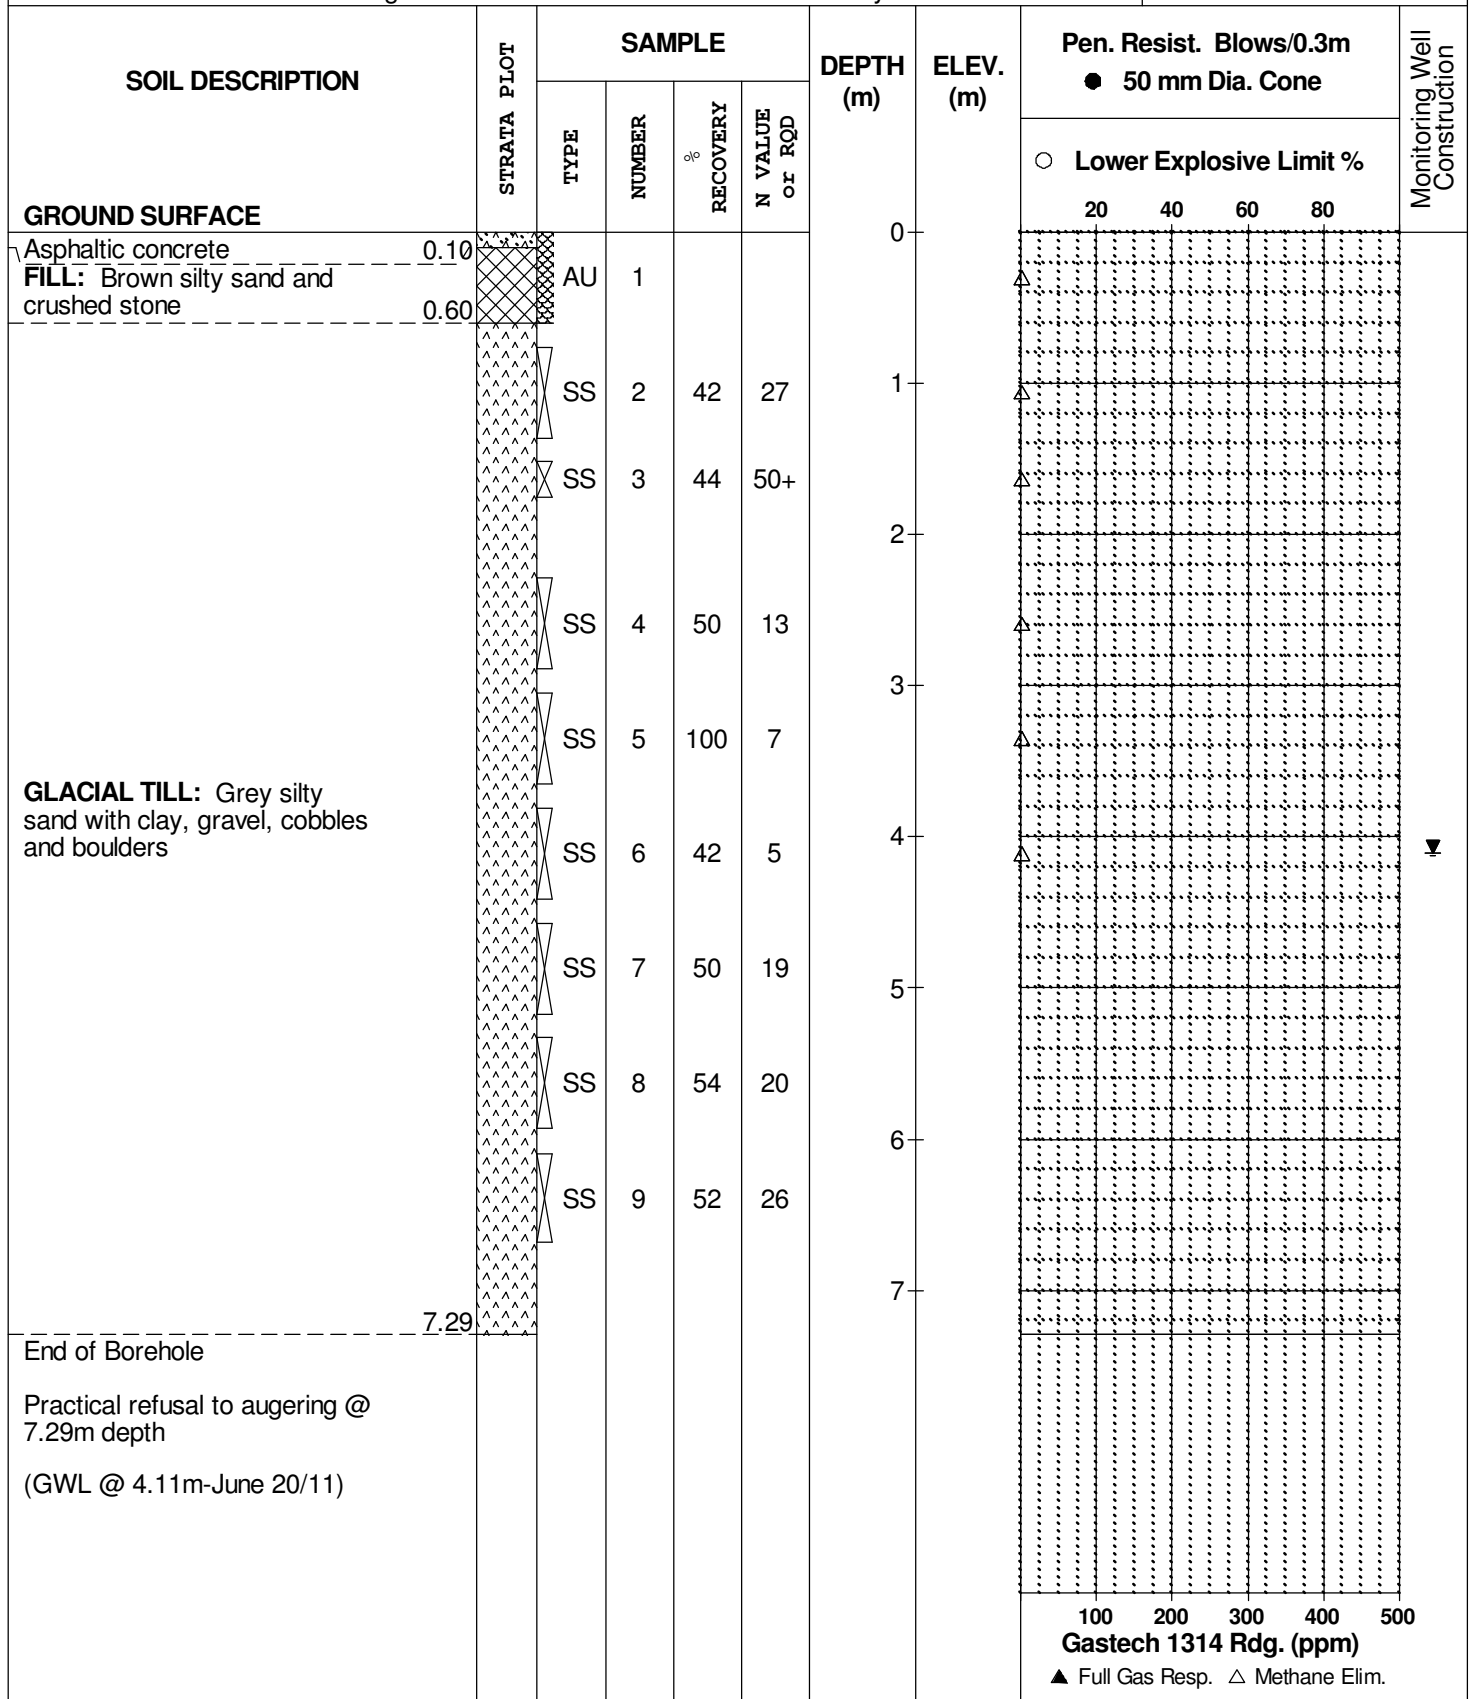 SOIL DESCRIPTION
GROUND SURFACE
STRATA PLOT
SAMPLE
TYPE
NUMBER
% RECOVERY
N VALUE or RQD
DEPTH (m)
ELEV. (m)
Pen. Resist. Blows/0.3m
● 50 mm Dia. Cone
○ Lower Explosive Limit %
20 40 60 80
Monitoring Well Construction
Asphaltic concrete 0.10
FILL: Brown silty sand and
crushed stone 0.60
AU 1
SS 2 42 27
SS 3 44 50+
SS 4 50 13
SS 5 100 7
GLACIAL TILL: Grey silty
sand with clay, gravel, cobbles
and boulders
SS 6 42 5
SS 7 50 19
SS 8 54 20
SS 9 52 26
7.29
0
1
2
3
4
5
6
7
End of Borehole
Practical refusal to augering @
7.29m depth
(GWL @ 4.11m-June 20/11)
100 200 300 400 500
Gastech 1314 Rdg. (ppm)
▲ Full Gas Resp. △ Methane Elim.